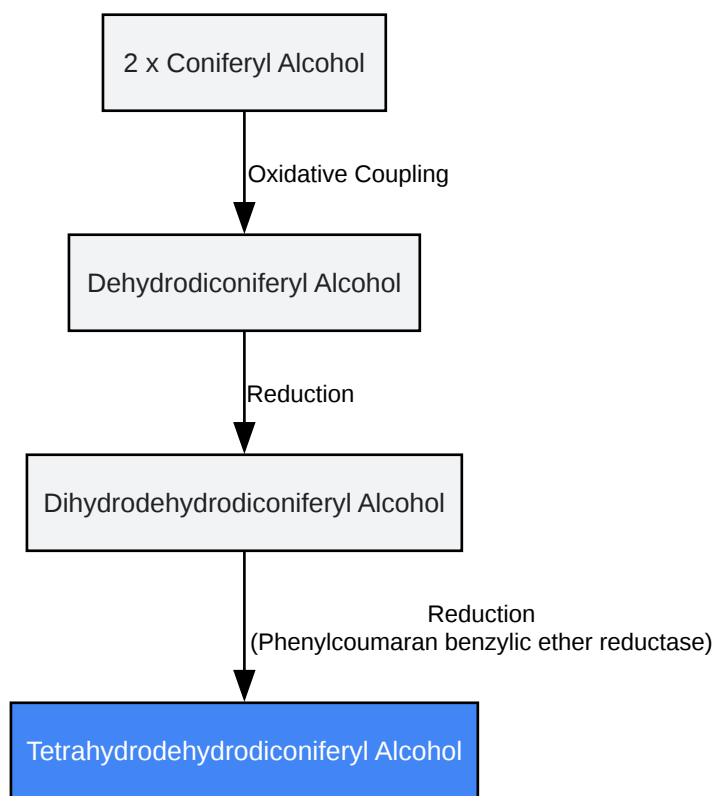 2 x Coniferyl Alcohol
Oxidative Coupling
Dehydrodiconiferyl Alcohol
Reduction
Dihydrodehydrodiconiferyl Alcohol
Reduction
(Phenylcoumaran benzylic ether reductase)
Tetrahydrodehydrodiconiferyl Alcohol